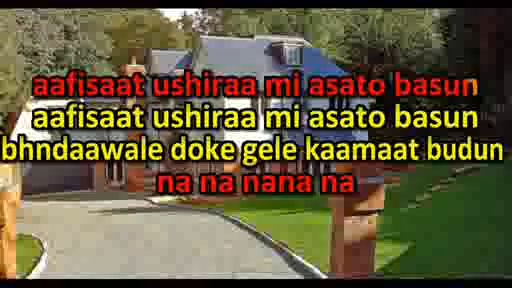 aafisaat ushiraa mi asato basun
aafisaat ushiraa mi asato basun
bhndaawale doke gele kaamaat budun
na na nana na